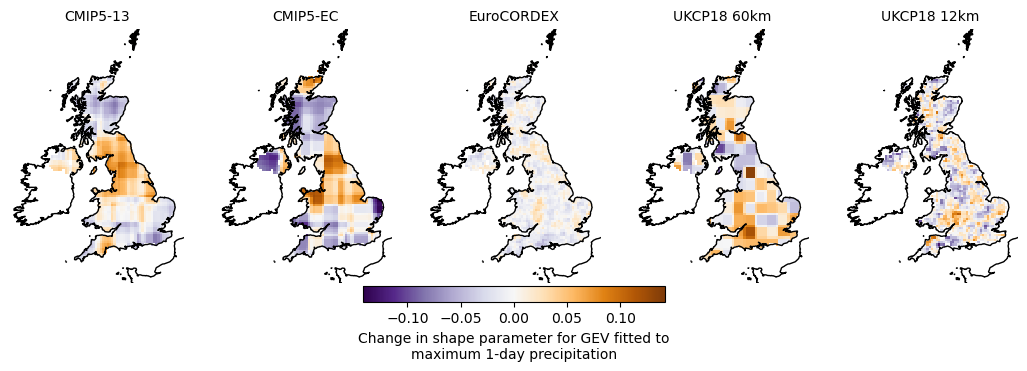 CMIP5-13
CMIP5-EC
EuroCORDEX
UKCP18 60km
UKCP18 12km
−0.10
−0.05
0.00
0.05
0.10
Change in shape parameter for GEV fitted to
maximum 1-day precipitation